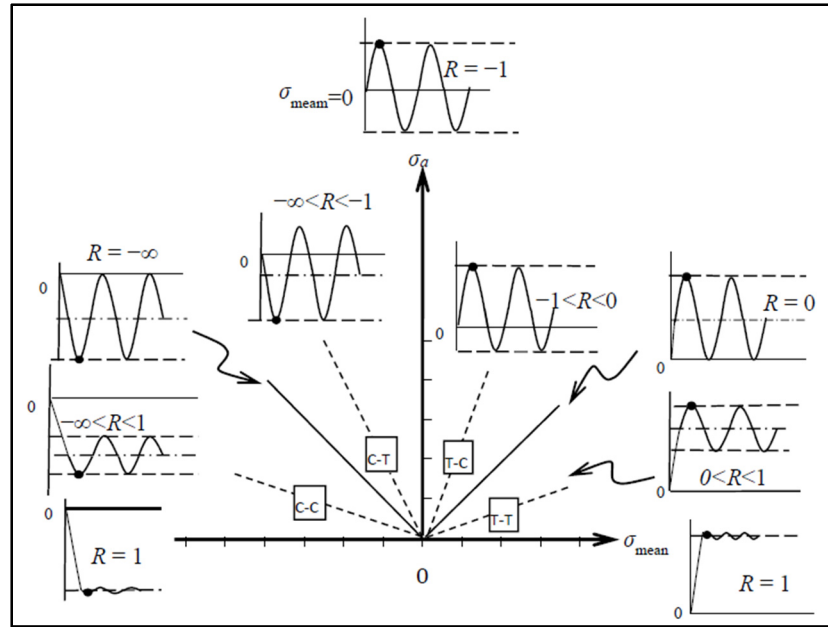 R = −1
σmeam=0
σa
−∞<R<−1
R = −∞
0
0
−1<R<0
0
R = 0
0
0
−∞<R<1
C-T
T-C
0
0<R<1
C-C
T-T
0
R = 1
σmean
0
R = 1
0